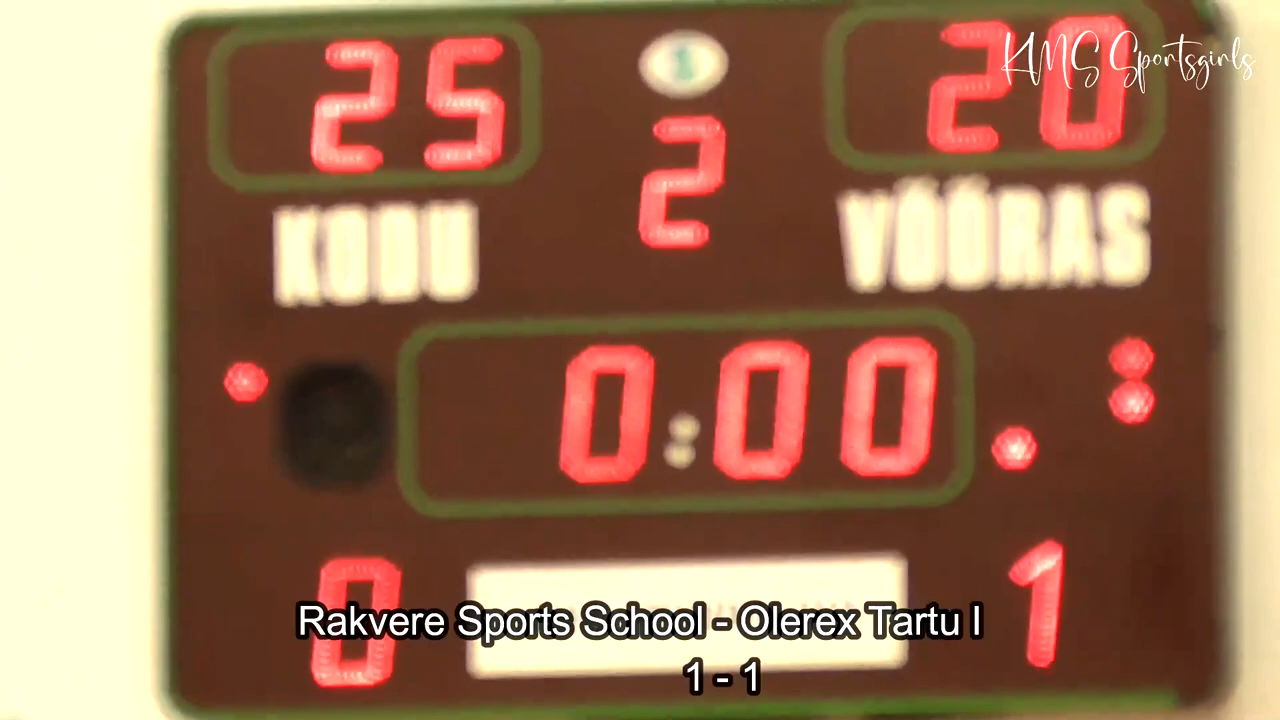 25 20
KMS Sportsgirls
2
KODU VÕÕRAS
0:00
0 1
Rakvere Sports School - Olerex Tartu I
1 - 1